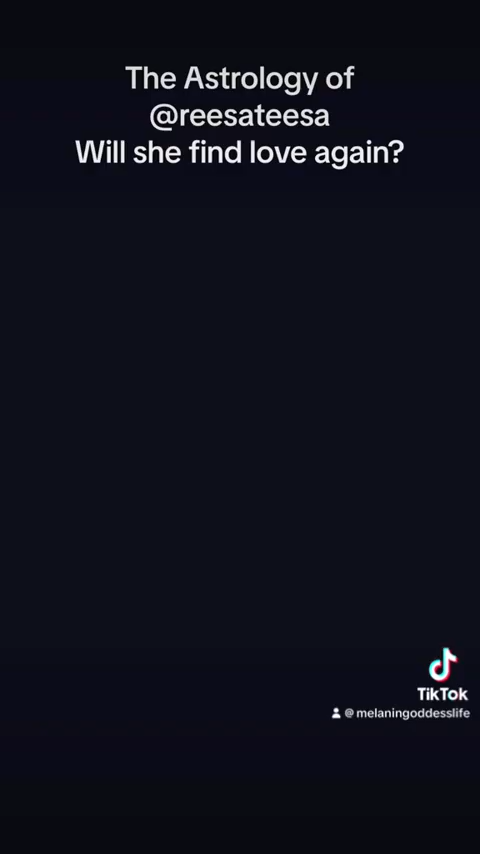 The Astrology of
@reesateesa
Will she find love again?
TikTok
@melaningoddesslife